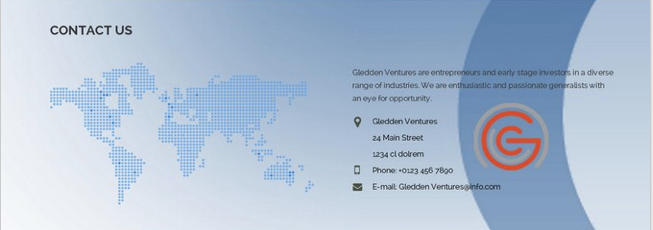 CONTACT US
Gledden Ventures are entrepreneurs and early stage investors in a diverse
range of industries. We are enthusiastic and passionate generalists with
an eye for opportunity.
Gledden Ventures
24 Main Street
1234 cl dolrem
Phone: +0123 456 7890
E-mail: Gledden Ventures@info.com